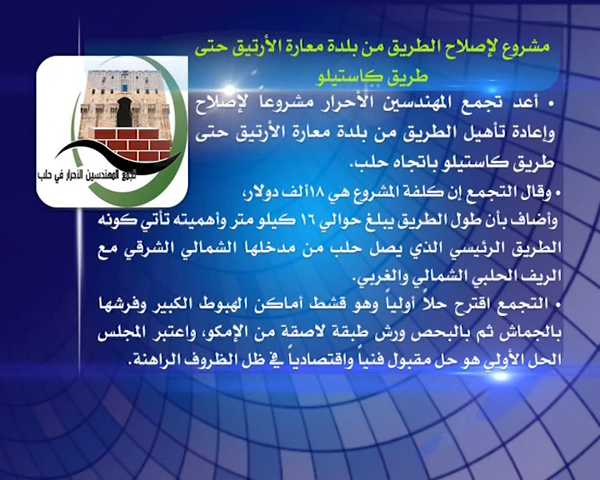 مشروع لإصلاح الطريق من بلدة معارة الأرتيق حتى
طريق كاستيلو
تجمع المهندسين الأحرار في حلب
• أعد تجمع المهندسين الأحرار مشروعاً لإصلاح
وإعادة تأهيل الطريق من بلدة معارة الأرتيق حتى
طريق كاستيلو باتجاه حلب.
• وقال التجمع إن كلفة المشروع هي ١٨ألف دولار،
وأضاف بأن طول الطريق يبلغ حوالي ١٦ كيلو متر وأهميته تأتي كونه
الطريق الرئيسي الذي يصل حلب من مدخلها الشمالي الشرقي مع
الريف الحلبي الشمالي والغربي.
• التجمع اقترح حلاً أولياً وهو قشط أماكن الهبوط الكبير وفرشها
بالجماش ثم بالبحص ورش طبقة لاصقة من الإمكو، واعتبر المجلس
الحل الأولي هو حل مقبول فنياً واقتصادياً في ظل الظروف الراهنة.